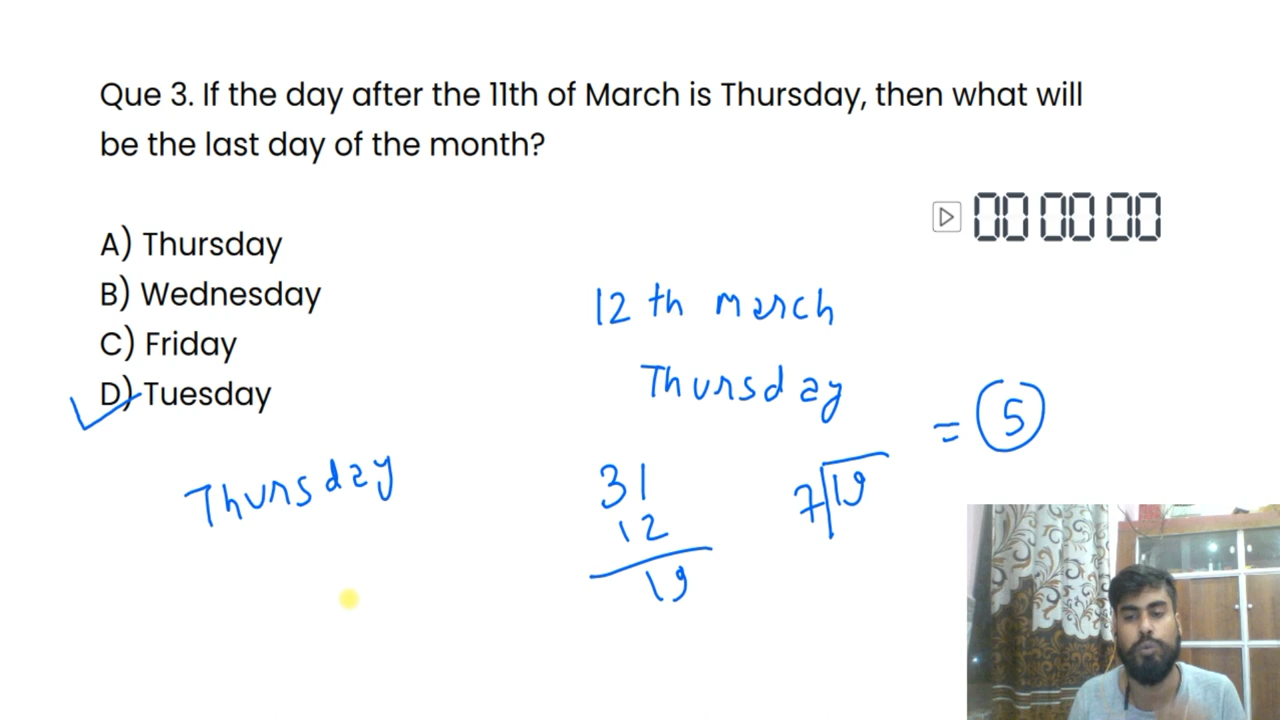 Que 3. If the day after the 11th of March is Thursday, then what will
be the last day of the month?
A) Thursday
B) Wednesday
C) Friday
D) Tuesday
00 00 00
12 th march
Thursday
= 5
Thursday
31
12
19
7 19